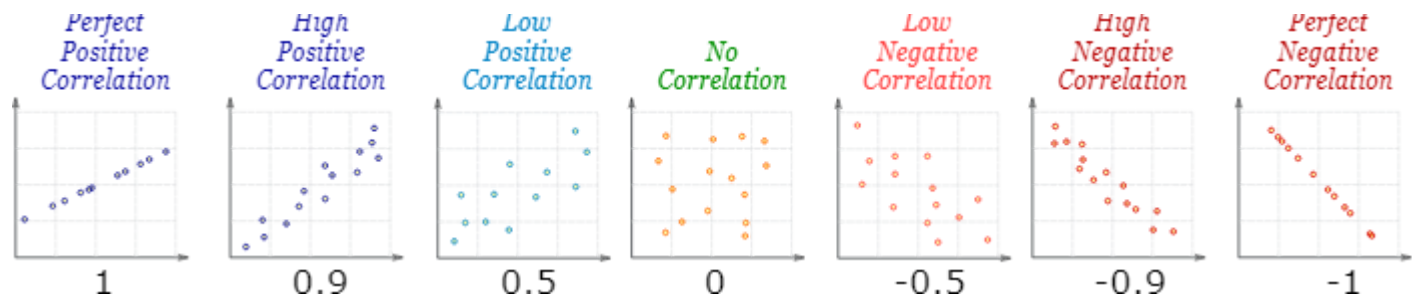 Perfect
Positive
Correlation
High
Positive
Correlation
Low
Positive
Correlation
No
Correlation
Low
Negative
Correlation
High
Negative
Correlation
Perfect
Negative
Correlation
1
0.9
0.5
0
-0.5
-0.9
-1